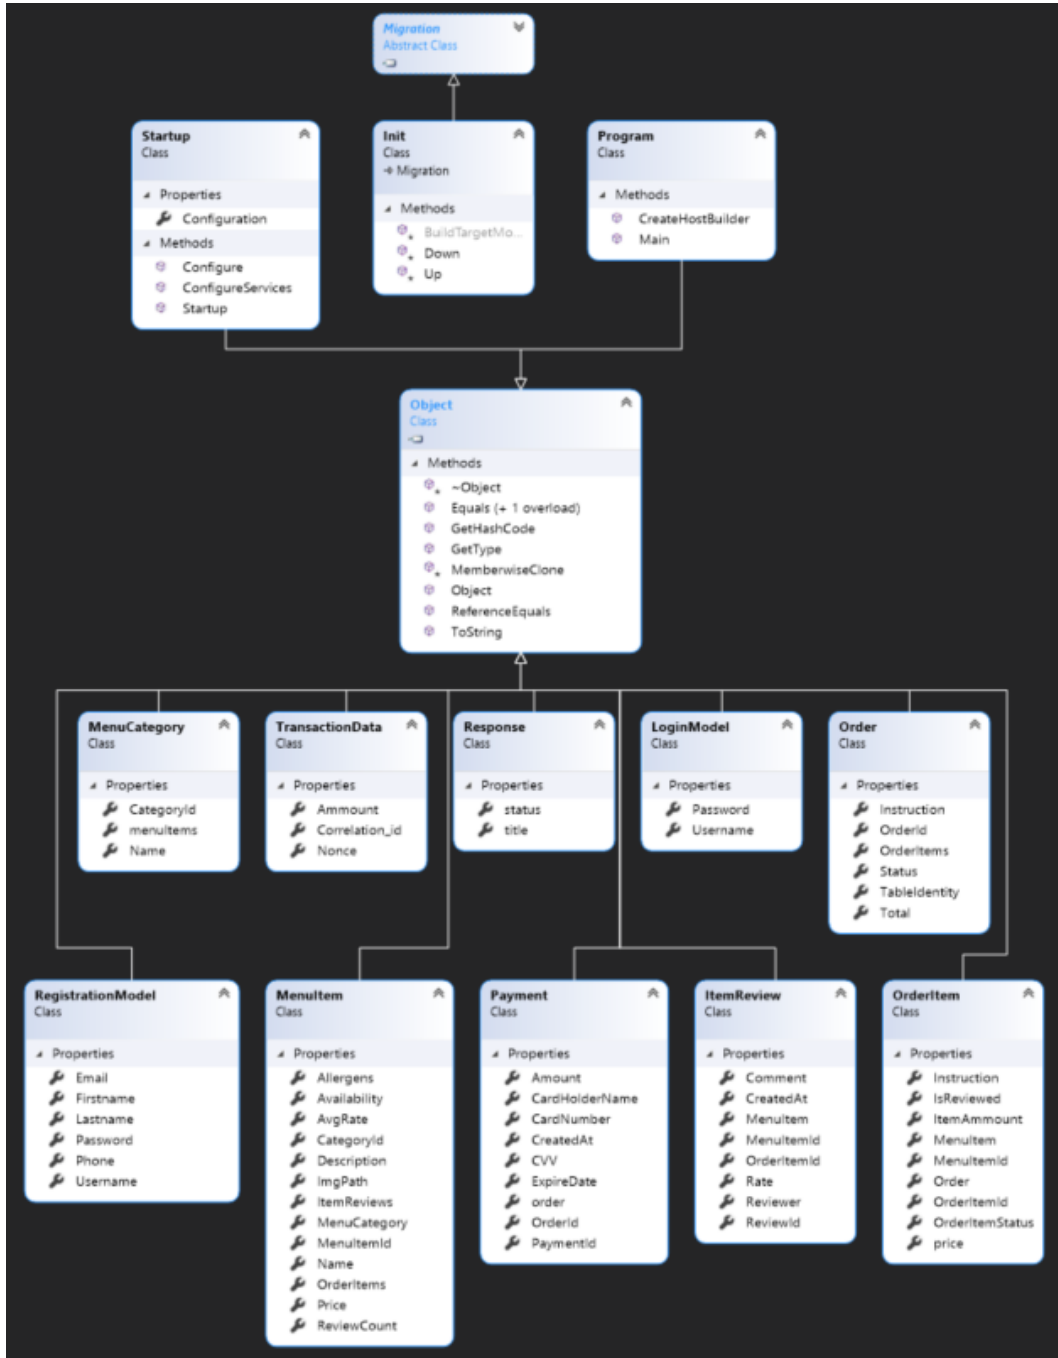 Migration
Abstract Class
Startup
Class
Properties
Configuration
Methods
Configure
ConfigureServices
Startup
Init
Class
Migration
Methods
BuildTargetMo...
Down
Up
Program
Class
Methods
CreateHostBuilder
Main
Object
Class
Methods
~Object
Equals (+ 1 overload)
GetHashCode
GetType
MemberwiseClone
Object
ReferenceEquals
ToString
MenuCategory
Class
Properties
CategoryId
menuItems
Name
TransactionData
Class
Properties
Ammount
Correlation_id
Nonce
Response
Class
Properties
status
title
LoginModel
Class
Properties
Password
Username
Order
Class
Properties
Instruction
OrderId
OrderItems
Status
TableIdentity
Total
RegistrationModel
Class
Properties
Email
Firstname
Lastname
Password
Phone
Username
MenuItem
Class
Properties
Allergens
Availability
AvgRate
CategoryId
Description
ImgPath
ItemReviews
MenuCategory
MenuItemId
Name
OrderItems
Price
ReviewCount
Payment
Class
Properties
Amount
CardHolderName
CardNumber
CreatedAt
CVV
ExpireDate
order
OrderId
PaymentId
ItemReview
Class
Properties
Comment
CreatedAt
MenuItem
MenuItemId
OrderItemId
Rate
Reviewer
ReviewId
OrderItem
Class
Properties
Instruction
IsReviewed
ItemAmmount
MenuItem
MenuItemId
Order
OrderItemId
OrderItemStatus
price